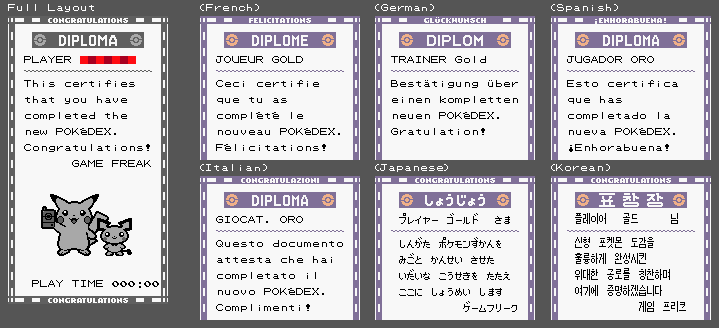 Full Layout
CONGRATULATIONS
DIPLOMA
PLAYER
This certifies
that you have
completed the
new POKéDEX.
Congratulations!
GAME FREAK
PLAY TIME 000:00
CONGRATULATIONS
(French)
FELICITATIONS
DIPLOME
JOUEUR GOLD
Ceci certifie
que tu as
complété le
nouveau POKéDEX.
Félicitations!
(German)
GLÜCKWUNSCH
DIPLOM
TRAINER Gold
Bestätigung über
einen kompletten
neuen POKéDEX.
Gratulation!
(Spanish)
¡ENHORABUENA!
DIPLOMA
JUGADOR ORO
Esto certifica
que has
completado la
nueva POKéDEX.
¡Enhorabuena!
(Italian)
CONGRATULAZIONI
DIPLOMA
GIOCAT. ORO
Questo documento
attesta che hai
completato il
nuovo POKéDEX.
Complimenti!
(Japanese)
CONGRATULATIONS
しょうじょう
プレイヤー ゴールド さま
しんがた ポケモンずかんを
みごと かんせい させた
いだいな こうせきを たたえ
ここに しょうめい します
ゲームフリーク
(Korean)
CONGRATULATIONS
표창장
플레이어 골드 님
신형 포켓몬 도감을
훌륭하게 완성시킨
위대한 공로를 칭찬하며
여기에 증명하겠습니다
게임 프리크